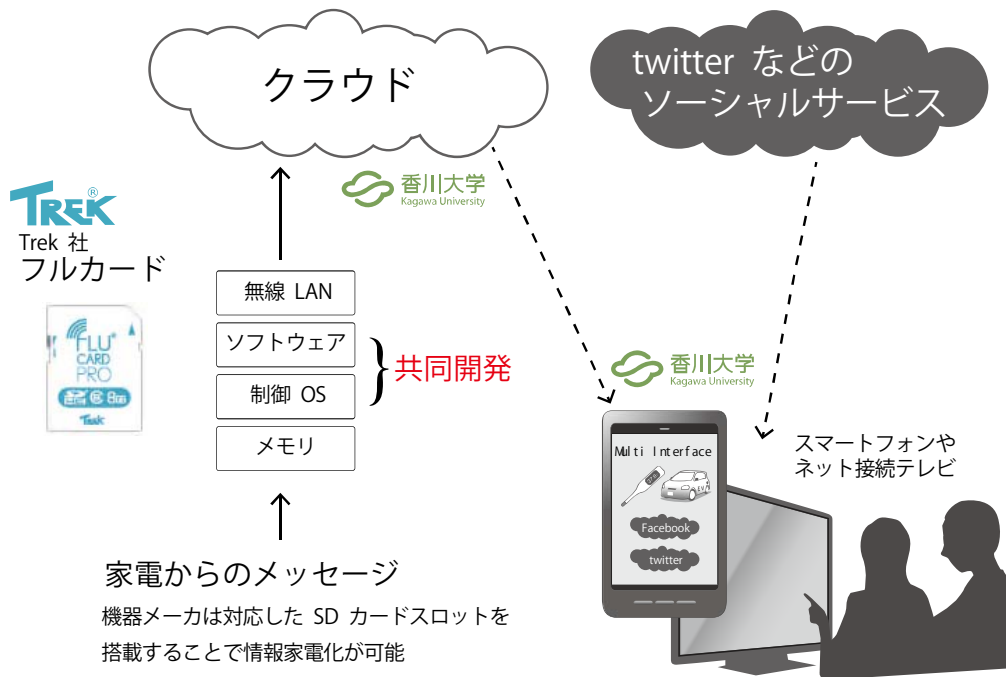 クラウド
twitter などの
ソーシャルサービス
香川大学
Kagawa University
TREK®
Trek 社
フルカード
FLU
CARD
PRO
8GB
Trek
無線 LAN
ソフトウェア
制御 OS
メモリ
共同開発
香川大学
Kagawa University
Multi Interface
Facebook
twitter
スマートフォンや
ネット接続テレビ
家電からのメッセージ
機器メーカは対応した SD カードスロットを
搭載することで情報家電化が可能